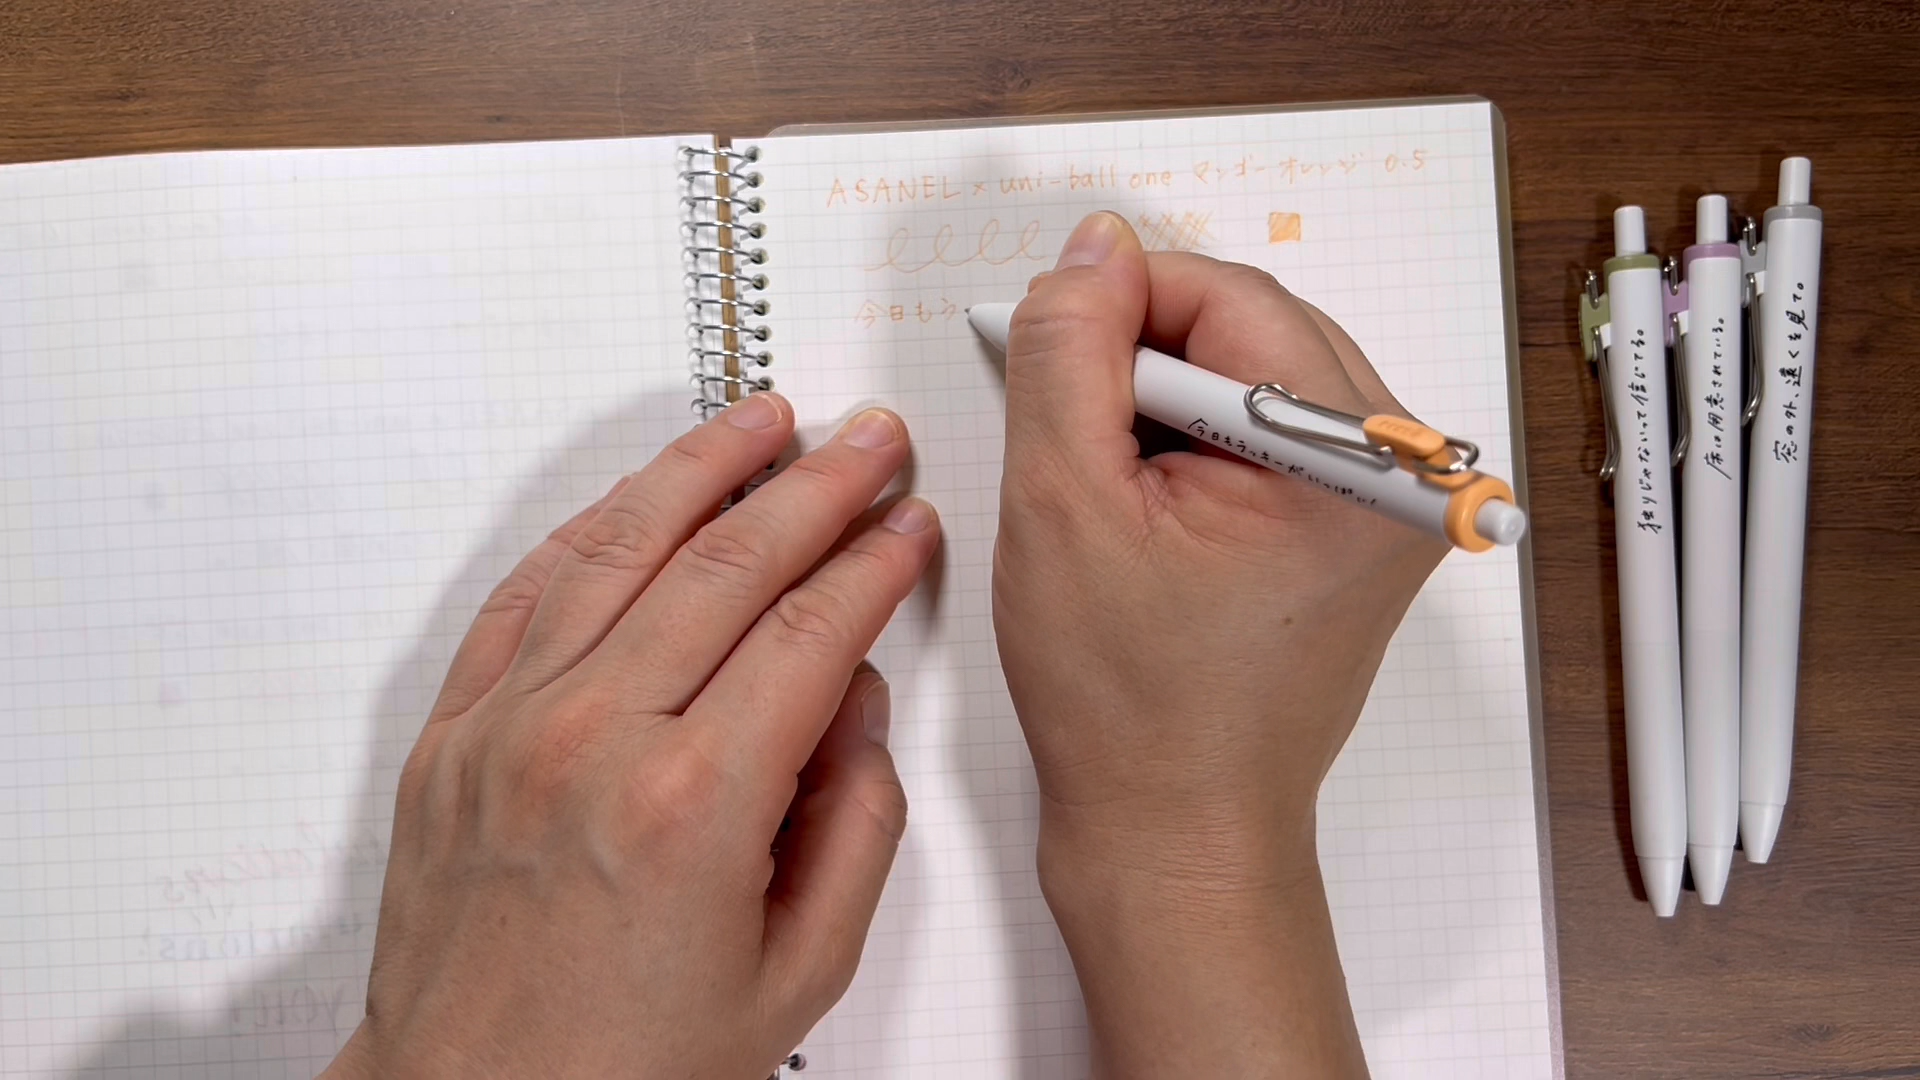 ASANEL × uni-ball one マンゴーオレンジ 0.5
今日もラ
今日もラッキーがいっぱい!
独りじゃないって信じてる。
席は用意されている。
窓の外、遠くを見て。